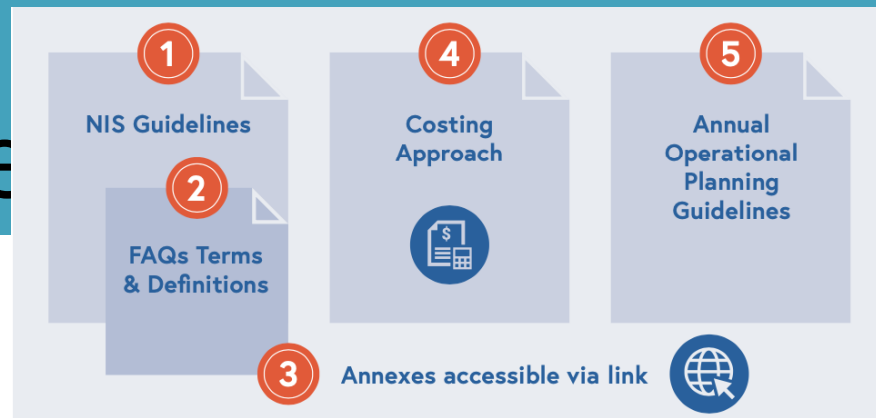 1
NIS Guidelines
2
FAQs Terms
& Definitions
3
Annexes accessible via link
4
Costing
Approach
$
5
Annual
Operational
Planning
Guidelines